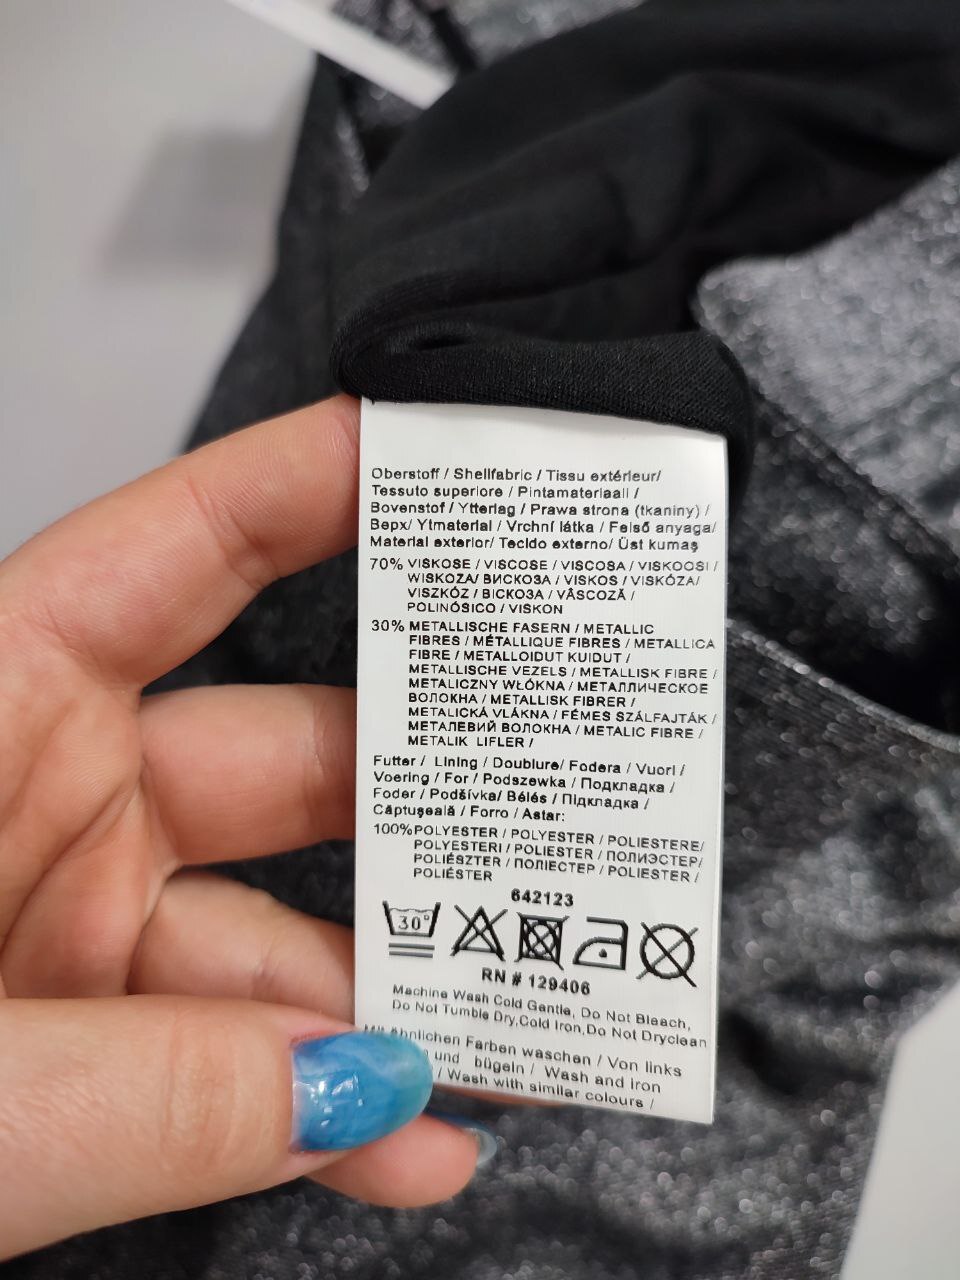 Oberstoff / Shellfabric / Tissu extérieur/
Tessuto superiore / Pintamateriaali /
Bovenstof / Ytterlag / Prawa strona (tkaniny) /
Верх/ Ytmaterial / Vrchní látka / Felső anyaga/
Material exterior/ Tecido externo/ Üst kumaş
70% VISKOSE / VISCOSE / VISCOSA / VISKOOSI /
WISKOZA/ ВИСКОЗА / VISKOS / VISKÓZA/
VISZKÓZ / ВІСКОЗА / VÂSCOZĂ /
POLINÓSICO / VISKON
30% METALLISCHE FASERN / METALLIC
FIBRES / MÉTALLIQUE FIBRES / METALLICA
FIBRE / METALLOIDUT KUIDUT /
METALLISCHE VEZELS / METALLISK FIBRE /
METALICZNY WŁÓKNA / МЕТАЛЛИЧЕСКОЕ
ВОЛОКНА / METALLISK FIBRER /
METALICKÁ VLÁKNA / FÉMES SZÁLFAJTÁK /
МЕТАЛЕВИЙ ВОЛОКНА / METALIC FIBRE /
METALIK LIFLER /
Futter / Lining / Doublure/ Fodera / Vuori /
Voering / For / Podszewka / Подкладка /
Foder / Podšívka/ Bélés / Підкладка /
Căptuşeală / Forro / Astar:
100% POLYESTER / POLYESTER / POLIESTERE/
POLYESTERI / POLIESTER / ПОЛИЭСТЕР/
POLIÉSZTER / ПОЛІЕСТЕР / POLIESTER /
POLIÉSTER
642123
30°
RN # 129406
Machine Wash Cold Gentle, Do Not Bleach,
Do Not Tumble Dry,Cold Iron,Do Not Dryclean
Mit ähnlichen Farben waschen / Von links
und bügeln / Wash and iron
/ Wash with similar colours /